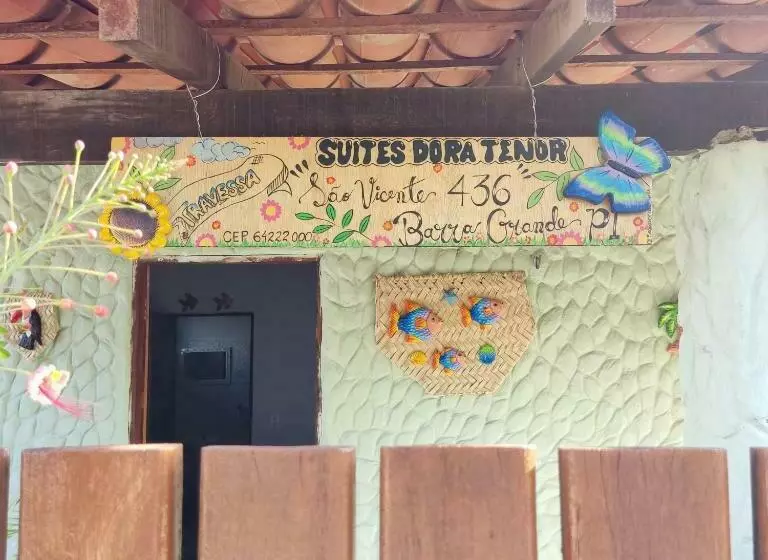 SUITES DORA TENOR
TRAVESSA São Vicente 436
CEP 64222000 Barra Grande PI